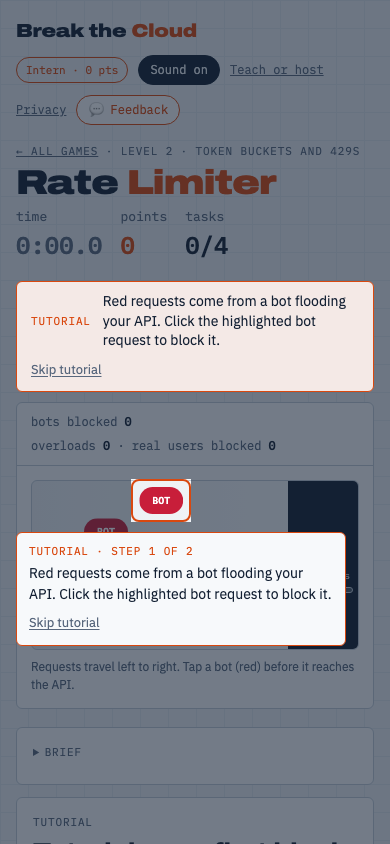 Break the Cloud
Intern · 0 pts
Sound on
Teach or host
Privacy
💬 Feedback
← ALL GAMES · LEVEL 2 · TOKEN BUCKETS AND 429S
Rate Limiter
time points tasks
0:00.0 0 0/4
TUTORIAL
Red requests come from a bot flooding
your API. Click the highlighted bot
request to block it.
Skip tutorial
bots blocked 0
overloads 0 · real users blocked 0
BOT
TUTORIAL · STEP 1 OF 2
Red requests come from a bot flooding your
API. Click the highlighted bot request to block it.
Skip tutorial
Requests travel left to right. Tap a bot (red) before it reaches
the API.
▶ BRIEF
TUTORIAL